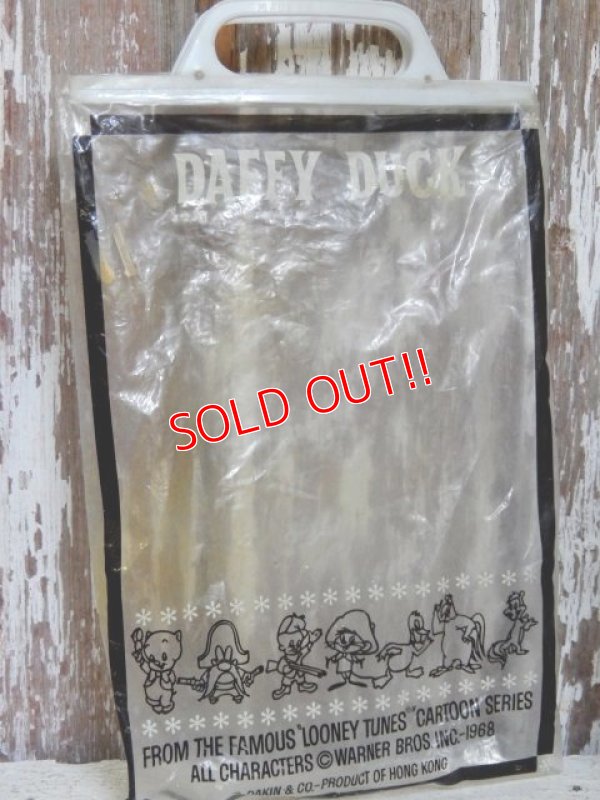 DAFFY DUCK
SOLD OUT!!
FROM THE FAMOUS "LOONEY TUNES" CARTOON SERIES
ALL CHARACTERS © WARNER BROS. INC.-1968
DAKIN & CO.-PRODUCT OF HONG KONG